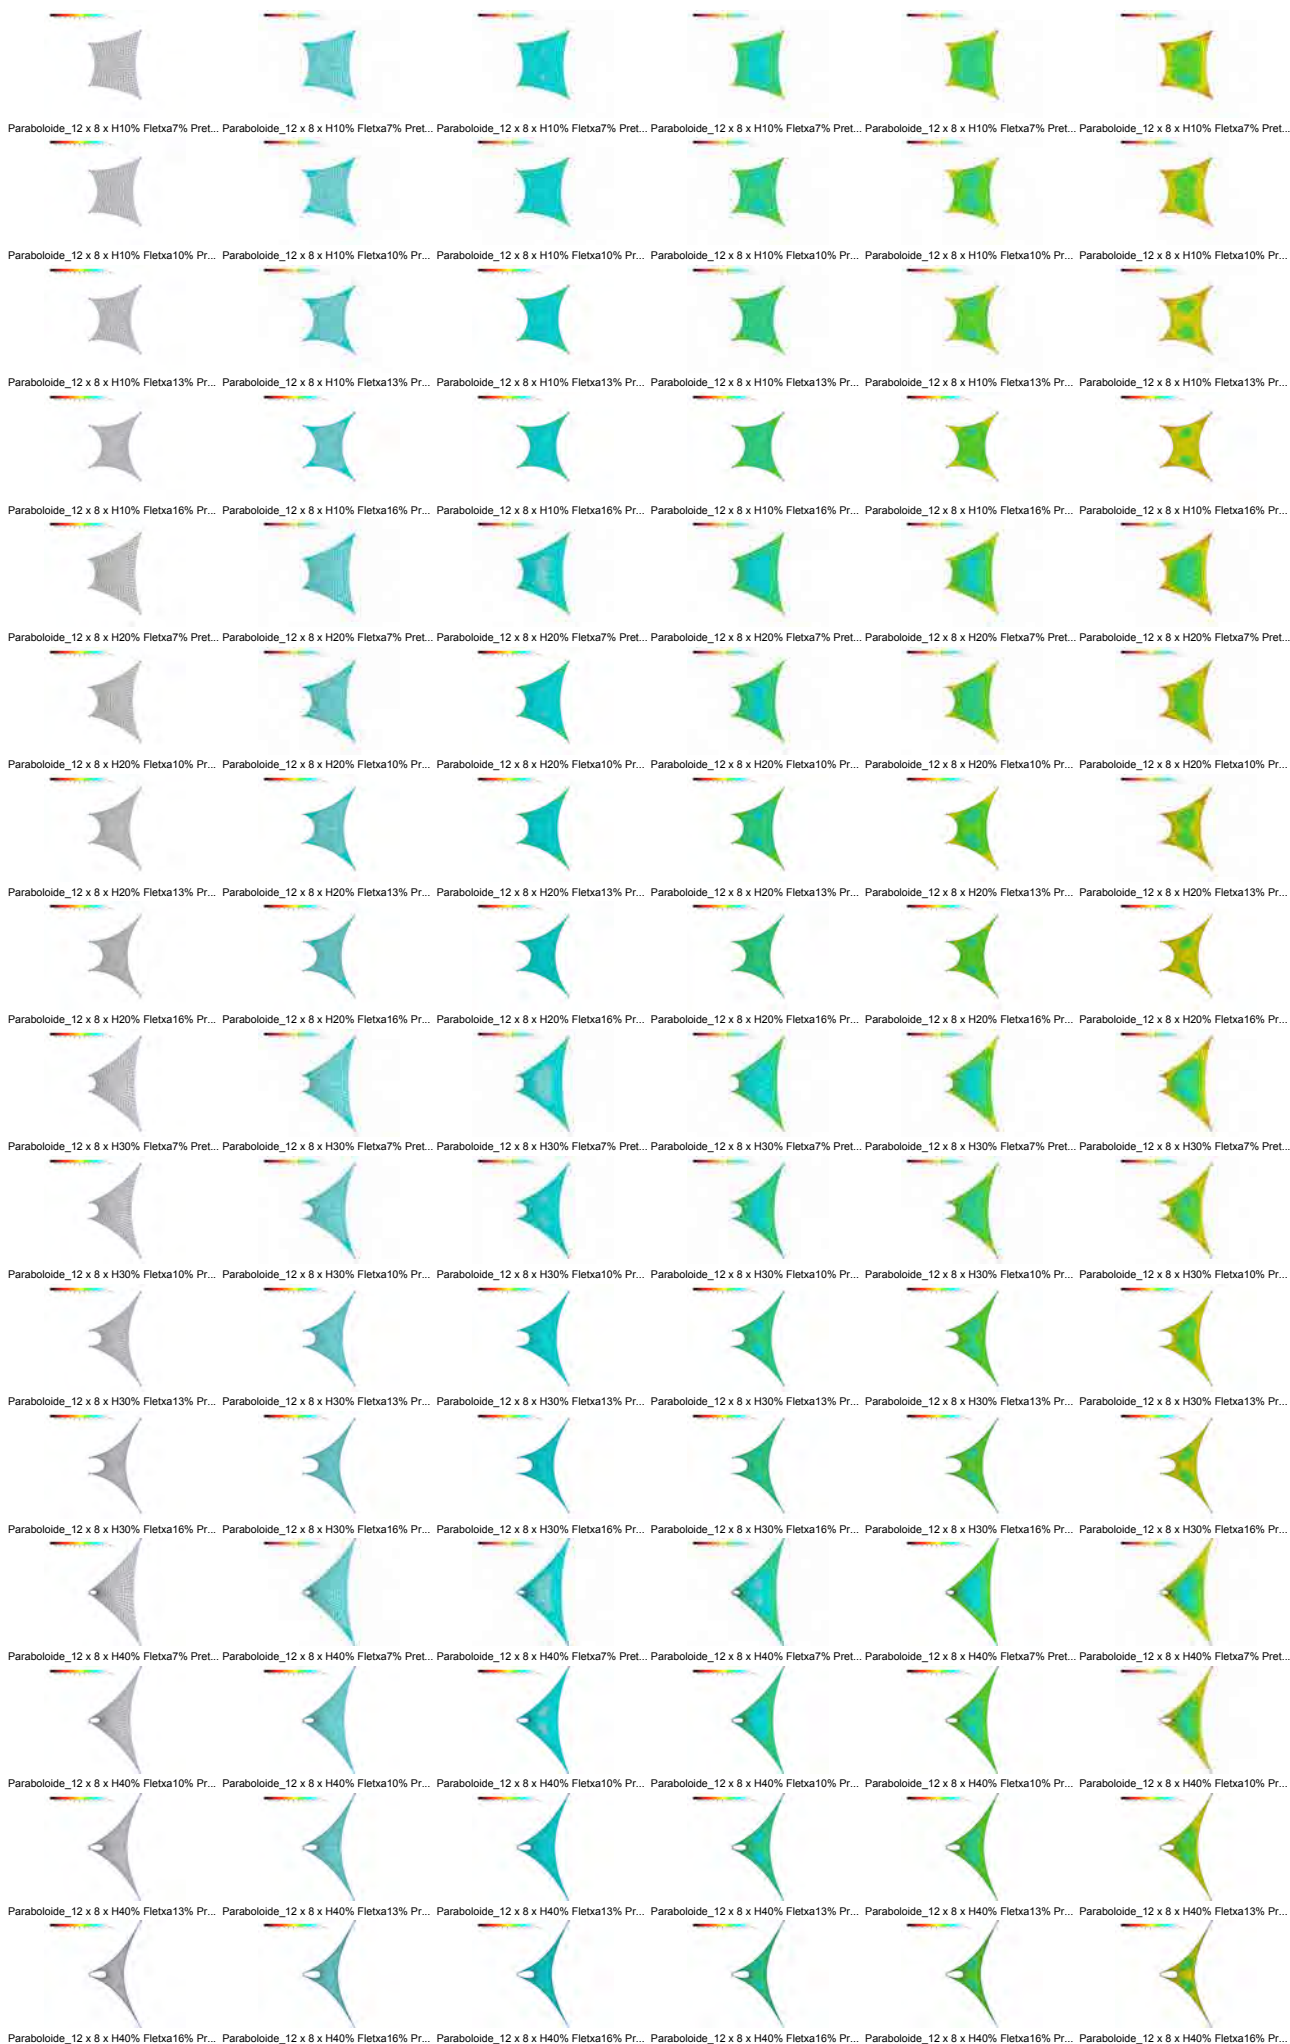 Paraboloide_12 x 8 x H10% Fletxa7% Pret... Paraboloide_12 x 8 x H10% Fletxa7% Pret... Paraboloide_12 x 8 x H10% Fletxa7% Pret... Paraboloide_12 x 8 x H10% Fletxa7% Pret... Paraboloide_12 x 8 x H10% Fletxa7% Pret... Paraboloide_12 x 8 x H10% Fletxa7% Pret...
Paraboloide_12 x 8 x H10% Fletxa10% Pr... Paraboloide_12 x 8 x H10% Fletxa10% Pr... Paraboloide_12 x 8 x H10% Fletxa10% Pr... Paraboloide_12 x 8 x H10% Fletxa10% Pr... Paraboloide_12 x 8 x H10% Fletxa10% Pr... Paraboloide_12 x 8 x H10% Fletxa10% Pr...
Paraboloide_12 x 8 x H10% Fletxa13% Pr... Paraboloide_12 x 8 x H10% Fletxa13% Pr... Paraboloide_12 x 8 x H10% Fletxa13% Pr... Paraboloide_12 x 8 x H10% Fletxa13% Pr... Paraboloide_12 x 8 x H10% Fletxa13% Pr... Paraboloide_12 x 8 x H10% Fletxa13% Pr...
Paraboloide_12 x 8 x H10% Fletxa16% Pr... Paraboloide_12 x 8 x H10% Fletxa16% Pr... Paraboloide_12 x 8 x H10% Fletxa16% Pr... Paraboloide_12 x 8 x H10% Fletxa16% Pr... Paraboloide_12 x 8 x H10% Fletxa16% Pr... Paraboloide_12 x 8 x H10% Fletxa16% Pr...
Paraboloide_12 x 8 x H20% Fletxa7% Pret... Paraboloide_12 x 8 x H20% Fletxa7% Pret... Paraboloide_12 x 8 x H20% Fletxa7% Pret... Paraboloide_12 x 8 x H20% Fletxa7% Pret... Paraboloide_12 x 8 x H20% Fletxa7% Pret... Paraboloide_12 x 8 x H20% Fletxa7% Pret...
Paraboloide_12 x 8 x H20% Fletxa10% Pr... Paraboloide_12 x 8 x H20% Fletxa10% Pr... Paraboloide_12 x 8 x H20% Fletxa10% Pr... Paraboloide_12 x 8 x H20% Fletxa10% Pr... Paraboloide_12 x 8 x H20% Fletxa10% Pr... Paraboloide_12 x 8 x H20% Fletxa10% Pr...
Paraboloide_12 x 8 x H20% Fletxa13% Pr... Paraboloide_12 x 8 x H20% Fletxa13% Pr... Paraboloide_12 x 8 x H20% Fletxa13% Pr... Paraboloide_12 x 8 x H20% Fletxa13% Pr... Paraboloide_12 x 8 x H20% Fletxa13% Pr... Paraboloide_12 x 8 x H20% Fletxa13% Pr...
Paraboloide_12 x 8 x H20% Fletxa16% Pr... Paraboloide_12 x 8 x H20% Fletxa16% Pr... Paraboloide_12 x 8 x H20% Fletxa16% Pr... Paraboloide_12 x 8 x H20% Fletxa16% Pr... Paraboloide_12 x 8 x H20% Fletxa16% Pr... Paraboloide_12 x 8 x H20% Fletxa16% Pr...
Paraboloide_12 x 8 x H30% Fletxa7% Pret... Paraboloide_12 x 8 x H30% Fletxa7% Pret... Paraboloide_12 x 8 x H30% Fletxa7% Pret... Paraboloide_12 x 8 x H30% Fletxa7% Pret... Paraboloide_12 x 8 x H30% Fletxa7% Pret... Paraboloide_12 x 8 x H30% Fletxa7% Pret...
Paraboloide_12 x 8 x H30% Fletxa10% Pr... Paraboloide_12 x 8 x H30% Fletxa10% Pr... Paraboloide_12 x 8 x H30% Fletxa10% Pr... Paraboloide_12 x 8 x H30% Fletxa10% Pr... Paraboloide_12 x 8 x H30% Fletxa10% Pr... Paraboloide_12 x 8 x H30% Fletxa10% Pr...
Paraboloide_12 x 8 x H30% Fletxa13% Pr... Paraboloide_12 x 8 x H30% Fletxa13% Pr... Paraboloide_12 x 8 x H30% Fletxa13% Pr... Paraboloide_12 x 8 x H30% Fletxa13% Pr... Paraboloide_12 x 8 x H30% Fletxa13% Pr... Paraboloide_12 x 8 x H30% Fletxa13% Pr...
Paraboloide_12 x 8 x H30% Fletxa16% Pr... Paraboloide_12 x 8 x H30% Fletxa16% Pr... Paraboloide_12 x 8 x H30% Fletxa16% Pr... Paraboloide_12 x 8 x H30% Fletxa16% Pr... Paraboloide_12 x 8 x H30% Fletxa16% Pr... Paraboloide_12 x 8 x H30% Fletxa16% Pr...
Paraboloide_12 x 8 x H40% Fletxa7% Pret... Paraboloide_12 x 8 x H40% Fletxa7% Pret... Paraboloide_12 x 8 x H40% Fletxa7% Pret... Paraboloide_12 x 8 x H40% Fletxa7% Pret... Paraboloide_12 x 8 x H40% Fletxa7% Pret... Paraboloide_12 x 8 x H40% Fletxa7% Pret...
Paraboloide_12 x 8 x H40% Fletxa10% Pr... Paraboloide_12 x 8 x H40% Fletxa10% Pr... Paraboloide_12 x 8 x H40% Fletxa10% Pr... Paraboloide_12 x 8 x H40% Fletxa10% Pr... Paraboloide_12 x 8 x H40% Fletxa10% Pr... Paraboloide_12 x 8 x H40% Fletxa10% Pr...
Paraboloide_12 x 8 x H40% Fletxa13% Pr... Paraboloide_12 x 8 x H40% Fletxa13% Pr... Paraboloide_12 x 8 x H40% Fletxa13% Pr... Paraboloide_12 x 8 x H40% Fletxa13% Pr... Paraboloide_12 x 8 x H40% Fletxa13% Pr... Paraboloide_12 x 8 x H40% Fletxa13% Pr...
Paraboloide_12 x 8 x H40% Fletxa16% Pr... Paraboloide_12 x 8 x H40% Fletxa16% Pr... Paraboloide_12 x 8 x H40% Fletxa16% Pr... Paraboloide_12 x 8 x H40% Fletxa16% Pr... Paraboloide_12 x 8 x H40% Fletxa16% Pr... Paraboloide_12 x 8 x H40% Fletxa16% Pr...